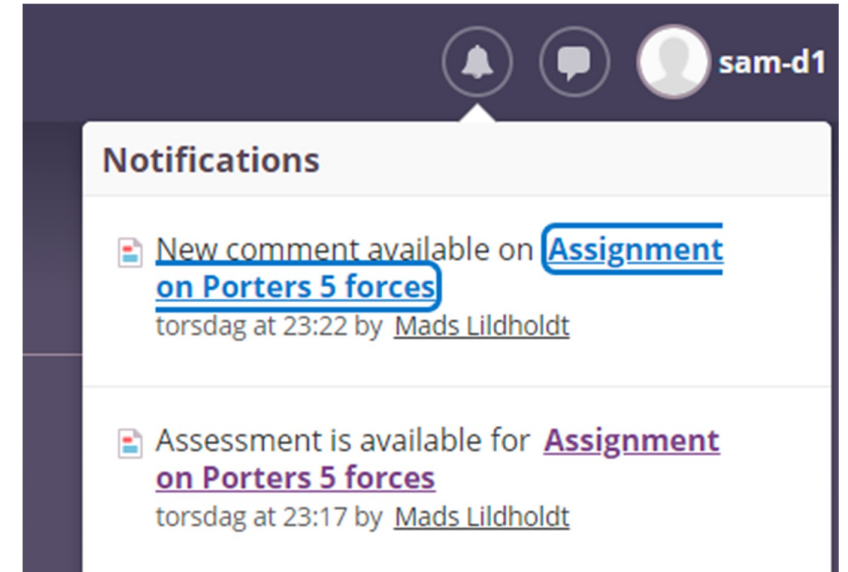 sam-d1
Notifications
New comment available on Assignment
on Porters 5 forces
torsdag at 23:22 by Mads Lildholdt
Assessment is available for Assignment
on Porters 5 forces
torsdag at 23:17 by Mads Lildholdt